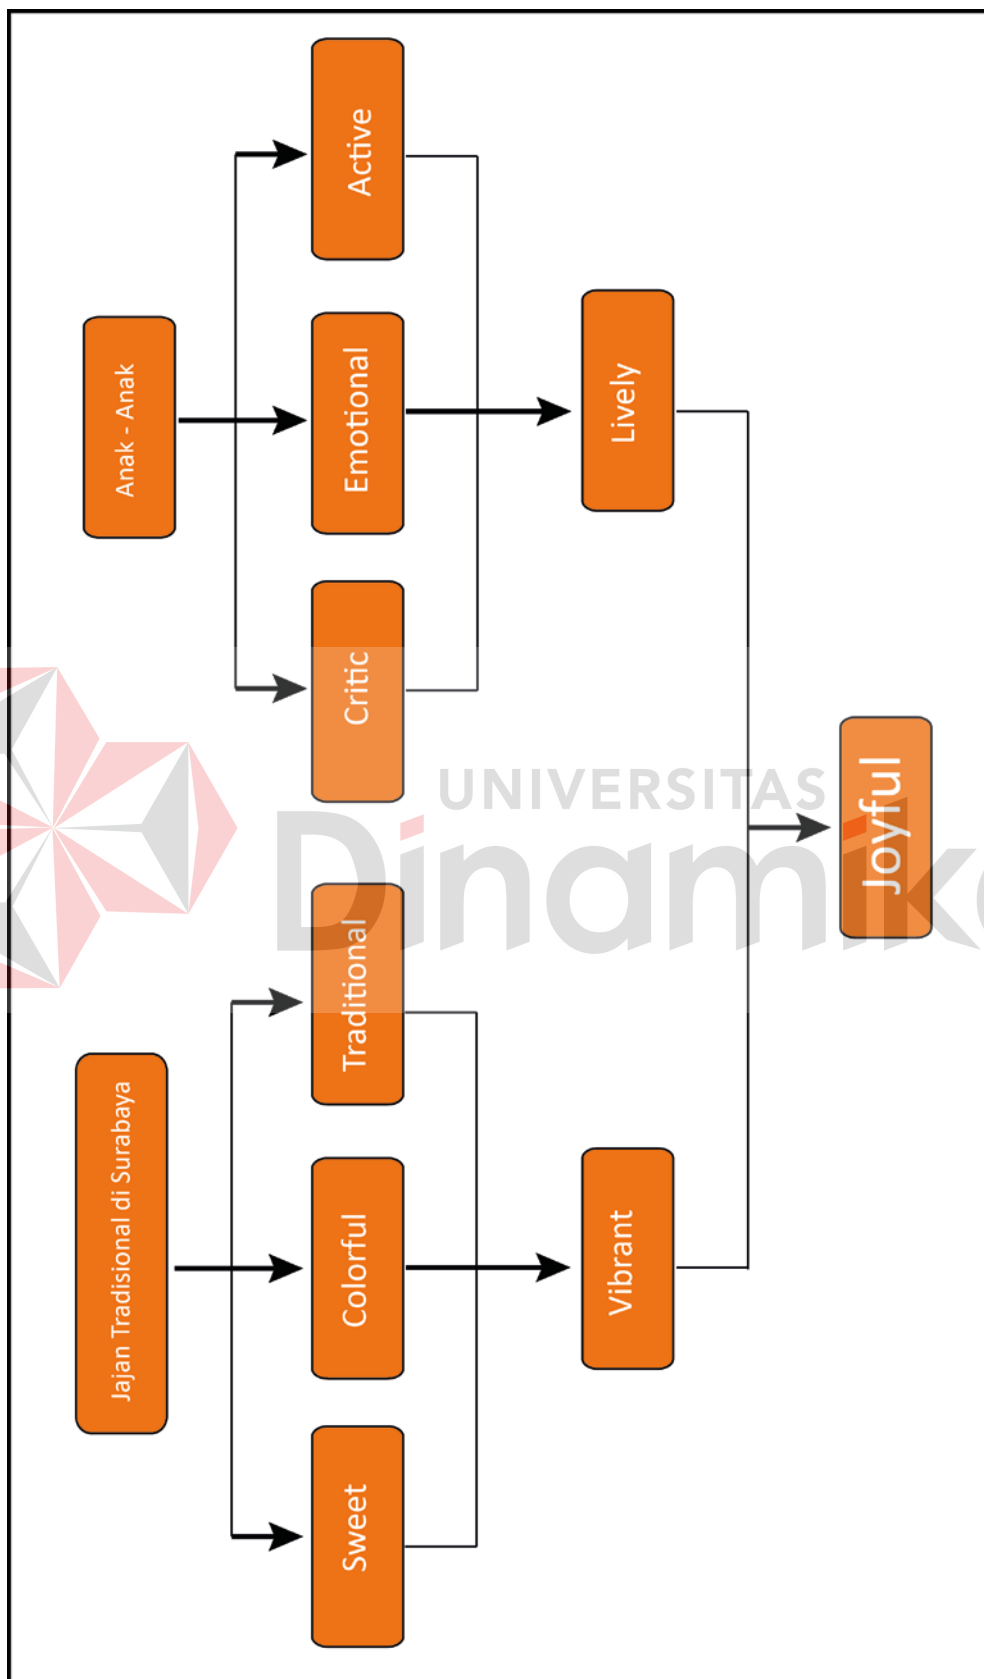 Jajan Tradisional di Surabaya
Anak - Anak
Sweet
Colorful
Traditional
Critic
Emotional
Active
Vibrant
Lively
Joyful
UNIVERSITAS
Dinamika